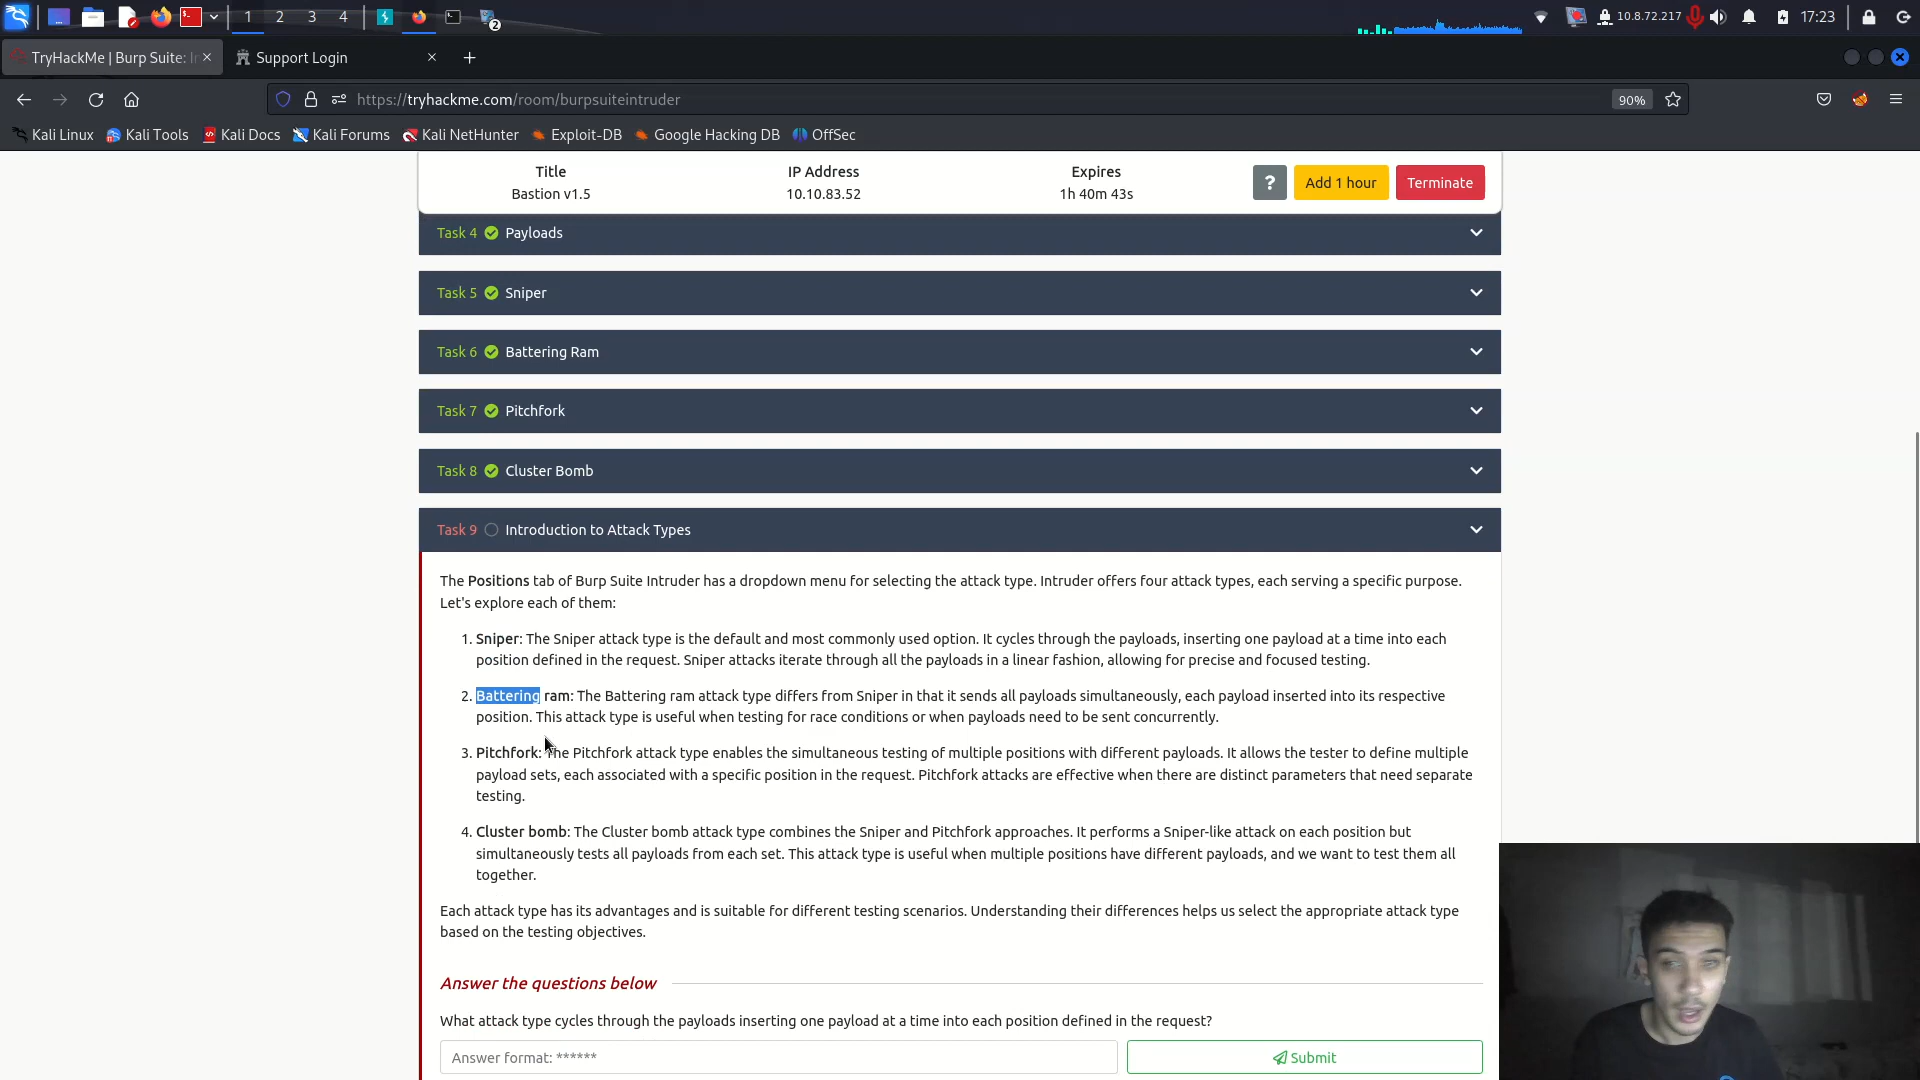 1 2 3 4
2
10.8.72.217
17:23
TryHackMe | Burp Suite: I
Support Login
https://tryhackme.com/room/burpsuiteintruder
90%
Kali Linux
Kali Tools
Kali Docs
Kali Forums
Kali NetHunter
Exploit-DB
Google Hacking DB
OffSec
Title
Bastion v1.5
IP Address
10.10.83.52
Expires
1h 40m 43s
?
Add 1 hour
Terminate
Task 4 Payloads
Task 5 Sniper
Task 6 Battering Ram
Task 7 Pitchfork
Task 8 Cluster Bomb
Task 9 Introduction to Attack Types
The Positions tab of Burp Suite Intruder has a dropdown menu for selecting the attack type. Intruder offers four attack types, each serving a specific purpose.
Let's explore each of them:
1. Sniper: The Sniper attack type is the default and most commonly used option. It cycles through the payloads, inserting one payload at a time into each
position defined in the request. Sniper attacks iterate through all the payloads in a linear fashion, allowing for precise and focused testing.
2. Battering ram: The Battering ram attack type differs from Sniper in that it sends all payloads simultaneously, each payload inserted into its respective
position. This attack type is useful when testing for race conditions or when payloads need to be sent concurrently.
3. Pitchfork: The Pitchfork attack type enables the simultaneous testing of multiple positions with different payloads. It allows the tester to define multiple
payload sets, each associated with a specific position in the request. Pitchfork attacks are effective when there are distinct parameters that need separate
testing.
4. Cluster bomb: The Cluster bomb attack type combines the Sniper and Pitchfork approaches. It performs a Sniper-like attack on each position but
simultaneously tests all payloads from each set. This attack type is useful when multiple positions have different payloads, and we want to test them all
together.
Each attack type has its advantages and is suitable for different testing scenarios. Understanding their differences helps us select the appropriate attack type
based on the testing objectives.
Answer the questions below
What attack type cycles through the payloads inserting one payload at a time into each position defined in the request?
Answer format: ******
Submit